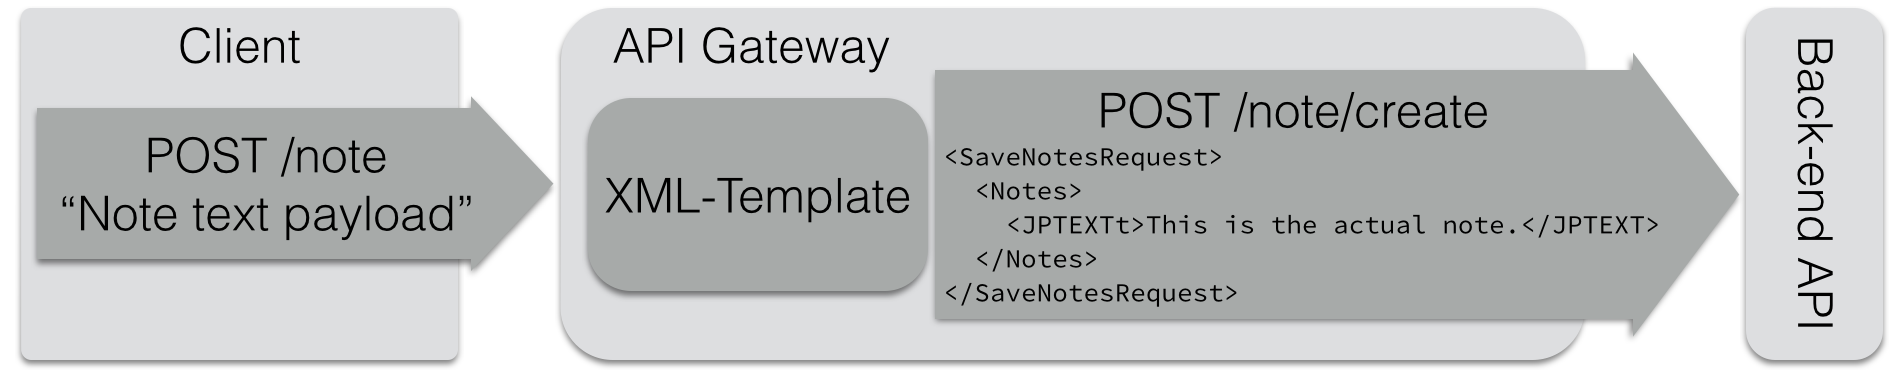 Client
POST /note
“Note text payload”
API Gateway
XML-Template
POST /note/create
<SaveNotesRequest>
  <Notes>
    <JPTEXTt>This is the actual note.</JPTEXT>
  </Notes>
</SaveNotesRequest>
Back-end API